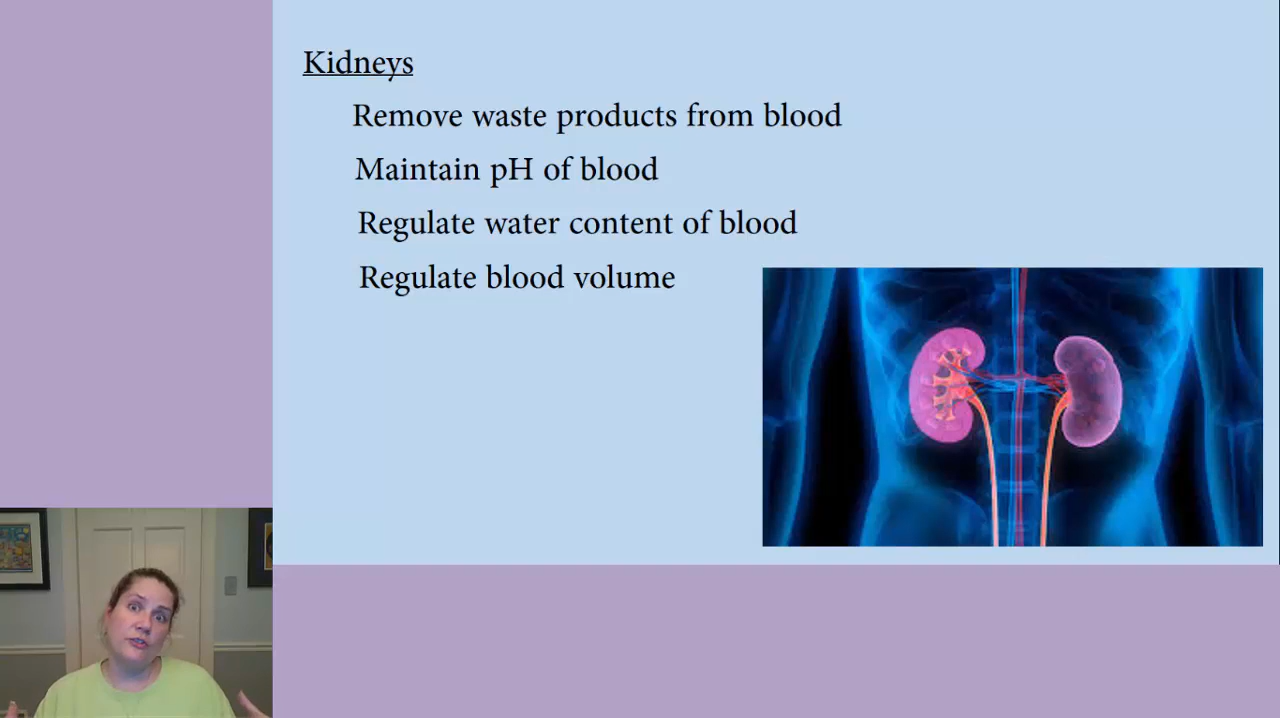 Kidneys
Remove waste products from blood
Maintain pH of blood
Regulate water content of blood
Regulate blood volume